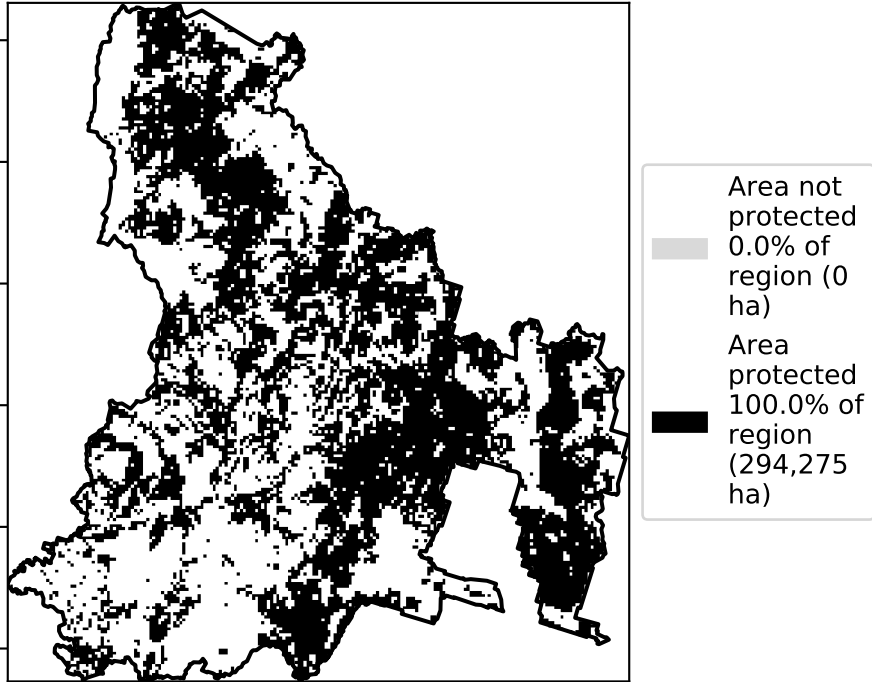 Area not
protected
0.0% of
region (0
ha)
Area
protected
100.0% of
region
(294,275
ha)